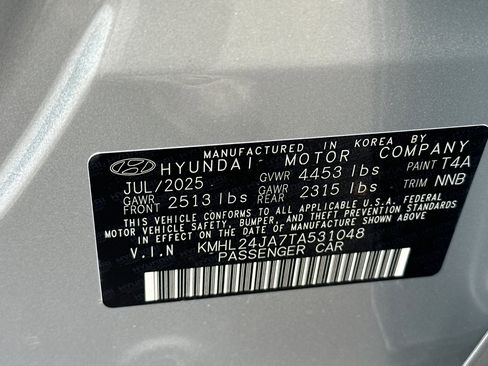 MANUFACTURED IN KOREA BY
HYUNDAI MOTOR COMPANY
JUL/2025 GVWR 4453 lbs PAINT T4A
GAWR FRONT 2513 lbs GAWR REAR 2315 lbs TRIM NNB
THIS VEHICLE CONFORMS TO ALL APPLICABLE U.S.A. FEDERAL
MOTOR VEHICLE SAFETY, BUMPER, AND THEFT PREVENTION
STANDARDS IN EFFECT ON THE DATE OF MANUFACTURE SHOWN ABOVE
V.I.N KMHL24JA7TA531048
PASSENGER CAR